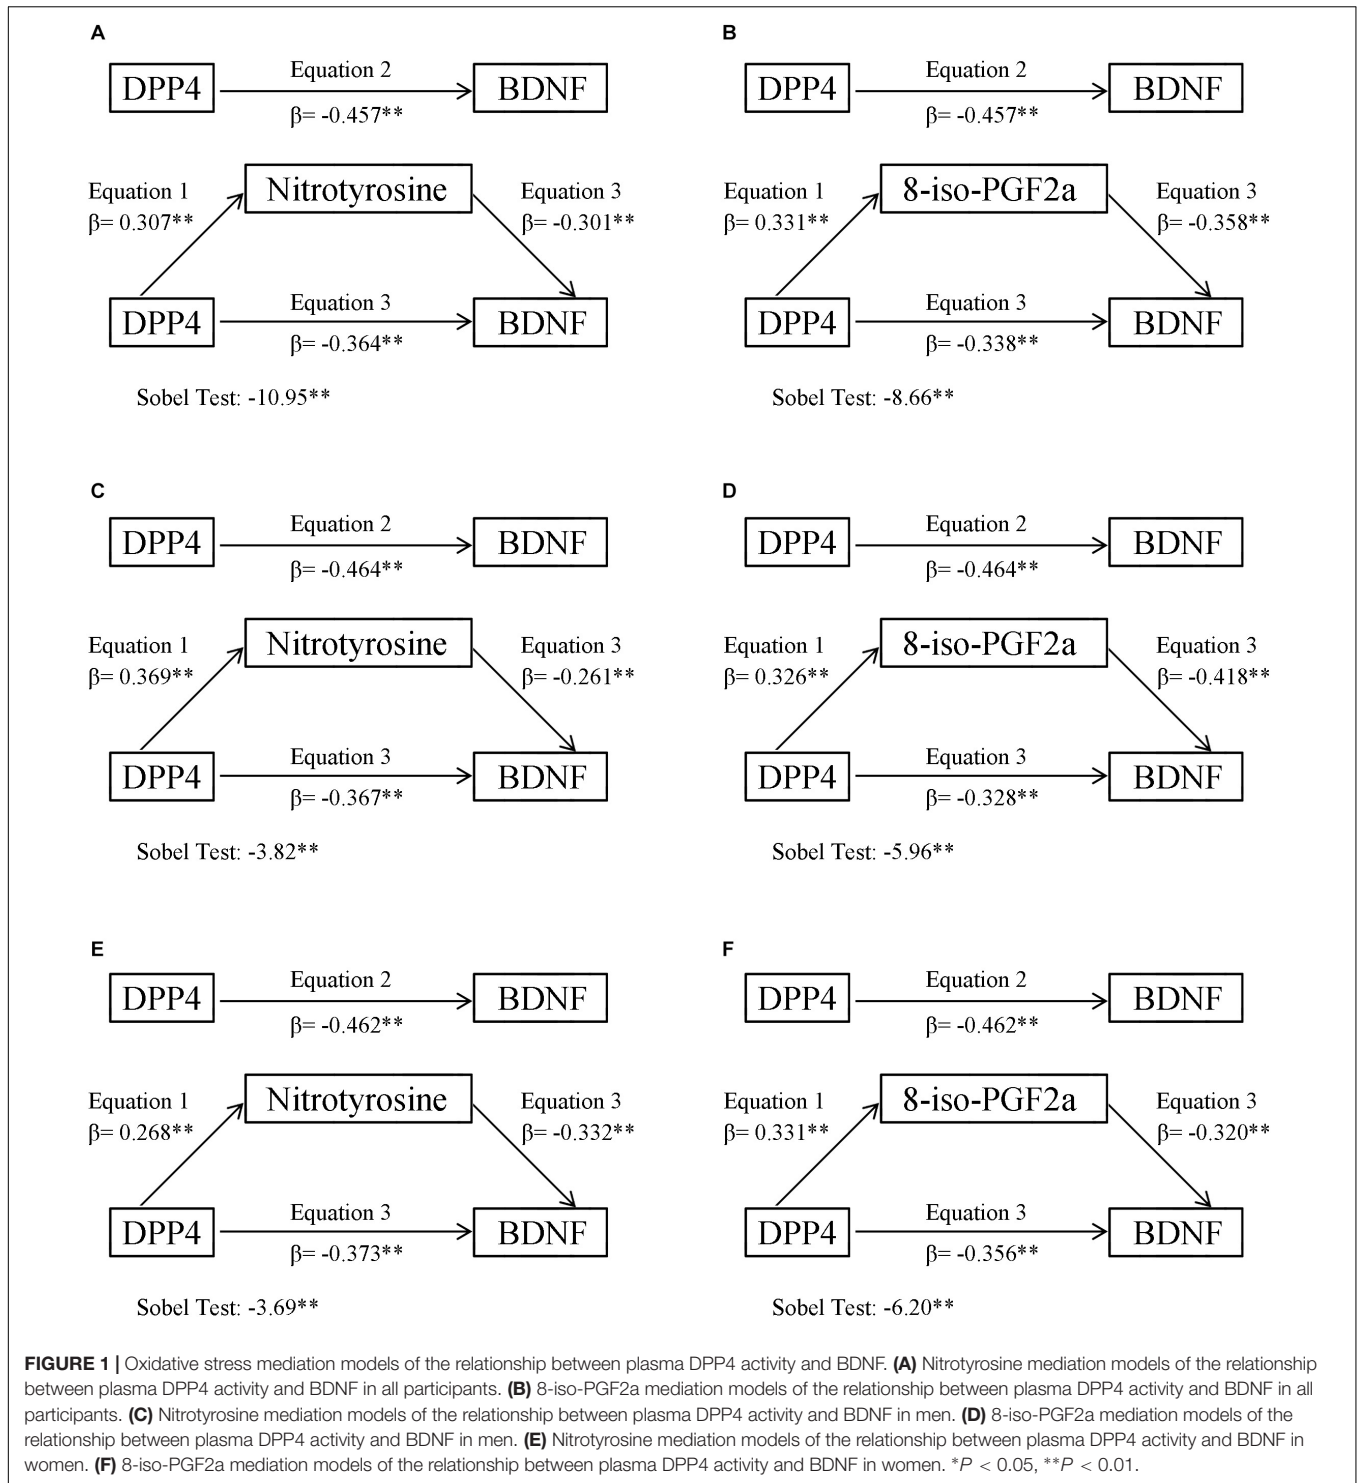 A
DPP4
Equation 2
β= -0.457**
BDNF
Equation 1
β= 0.307**
Nitrotyrosine
Equation 3
β= -0.301**
DPP4
Equation 3
β= -0.364**
BDNF
Sobel Test: -10.95**
B
DPP4
Equation 2
β= -0.457**
BDNF
Equation 1
β= 0.331**
8-iso-PGF2a
Equation 3
β= -0.358**
DPP4
Equation 3
β= -0.338**
BDNF
Sobel Test: -8.66**
C
DPP4
Equation 2
β= -0.464**
BDNF
Equation 1
β= 0.369**
Nitrotyrosine
Equation 3
β= -0.261**
DPP4
Equation 3
β= -0.367**
BDNF
Sobel Test: -3.82**
D
DPP4
Equation 2
β= -0.464**
BDNF
Equation 1
β= 0.326**
8-iso-PGF2a
Equation 3
β= -0.418**
DPP4
Equation 3
β= -0.328**
BDNF
Sobel Test: -5.96**
E
DPP4
Equation 2
β= -0.462**
BDNF
Equation 1
β= 0.268**
Nitrotyrosine
Equation 3
β= -0.332**
DPP4
Equation 3
β= -0.373**
BDNF
Sobel Test: -3.69**
F
DPP4
Equation 2
β= -0.462**
BDNF
Equation 1
β= 0.331**
8-iso-PGF2a
Equation 3
β= -0.320**
DPP4
Equation 3
β= -0.356**
BDNF
Sobel Test: -6.20**
FIGURE 1 | Oxidative stress mediation models of the relationship between plasma DPP4 activity and BDNF. (A) Nitrotyrosine mediation models of the relationship
between plasma DPP4 activity and BDNF in all participants. (B) 8-iso-PGF2a mediation models of the relationship between plasma DPP4 activity and BDNF in all
participants. (C) Nitrotyrosine mediation models of the relationship between plasma DPP4 activity and BDNF in men. (D) 8-iso-PGF2a mediation models of the
relationship between plasma DPP4 activity and BDNF in men. (E) Nitrotyrosine mediation models of the relationship between plasma DPP4 activity and BDNF in
women. (F) 8-iso-PGF2a mediation models of the relationship between plasma DPP4 activity and BDNF in women. *P < 0.05, **P < 0.01.